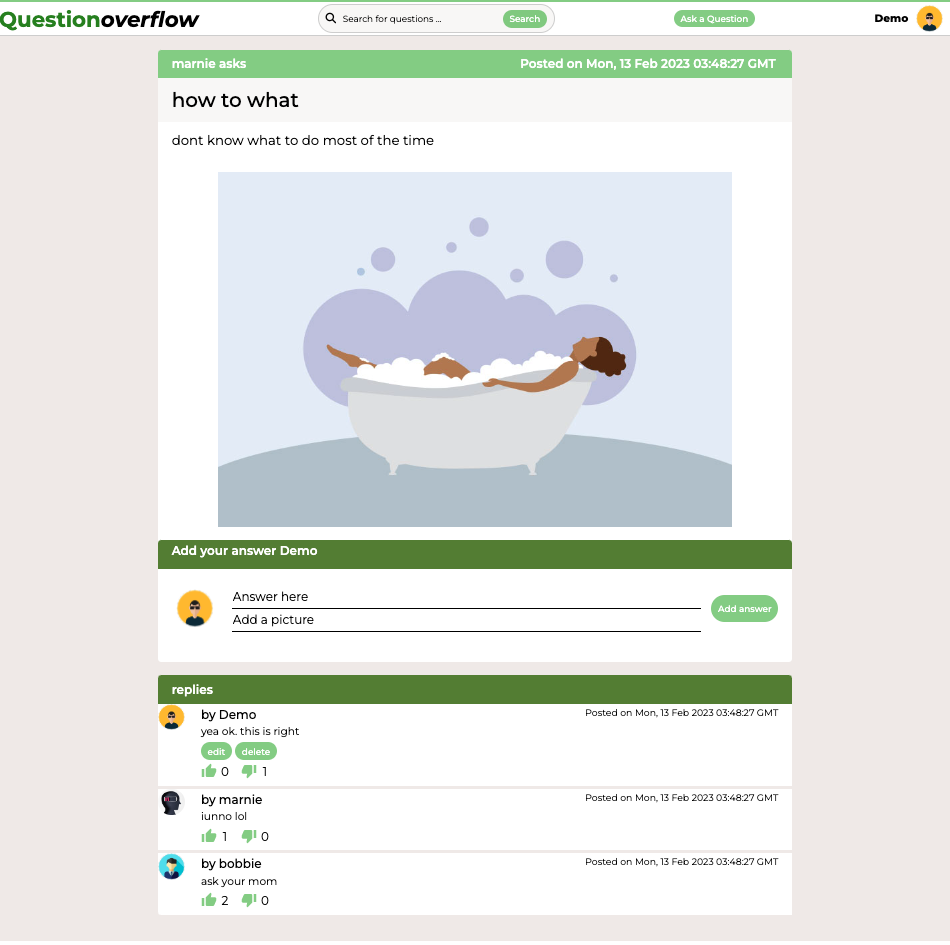 Questionoverflow
Search for questions ...
Search
Ask a Question
Demo
marnie asks
Posted on Mon, 13 Feb 2023 03:48:27 GMT
how to what
dont know what to do most of the time
Add your answer Demo
Answer here
Add a picture
Add answer
replies
by Demo
Posted on Mon, 13 Feb 2023 03:48:27 GMT
yea ok. this is right
edit
delete
0
1
by marnie
Posted on Mon, 13 Feb 2023 03:48:27 GMT
iunno lol
1
0
by bobbie
Posted on Mon, 13 Feb 2023 03:48:27 GMT
ask your mom
2
0